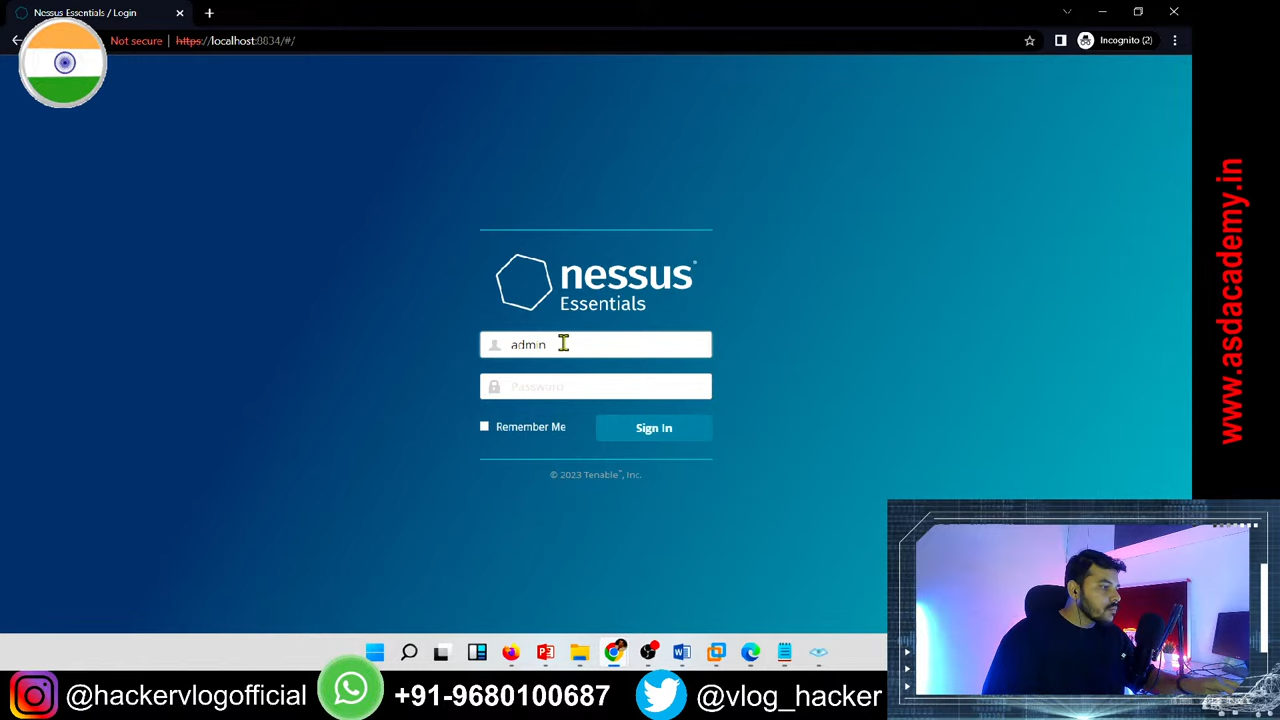 Nessus Essentials / Login
Not secure
https://localhost:8834/#/
Incognito (2)
nessus
Essentials
admin
Password
Remember Me
Sign In
© 2023 Tenable™, Inc.
www.asdacademy.in
@hackervlogofficial
+91-9680100687
@vlog_hacker